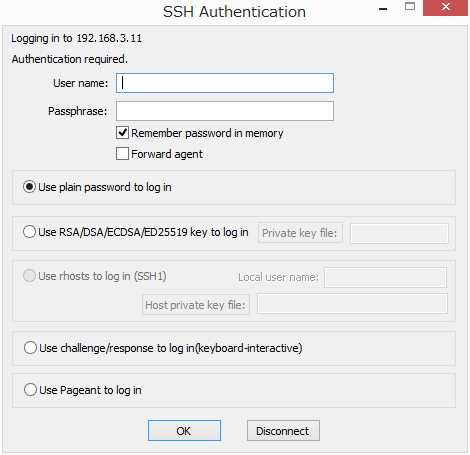 SSH Authentication
Logging in to 192.168.3.11
Authentication required.
User name:
Passphrase:
Remember password in memory
Forward agent
Use plain password to log in
Use RSA/DSA/ECDSA/ED25519 key to log in Private key file:
Use rhosts to log in (SSH1) Local user name:
Host private key file:
Use challenge/response to log in(keyboard-interactive)
Use Pageant to log in
OK Disconnect